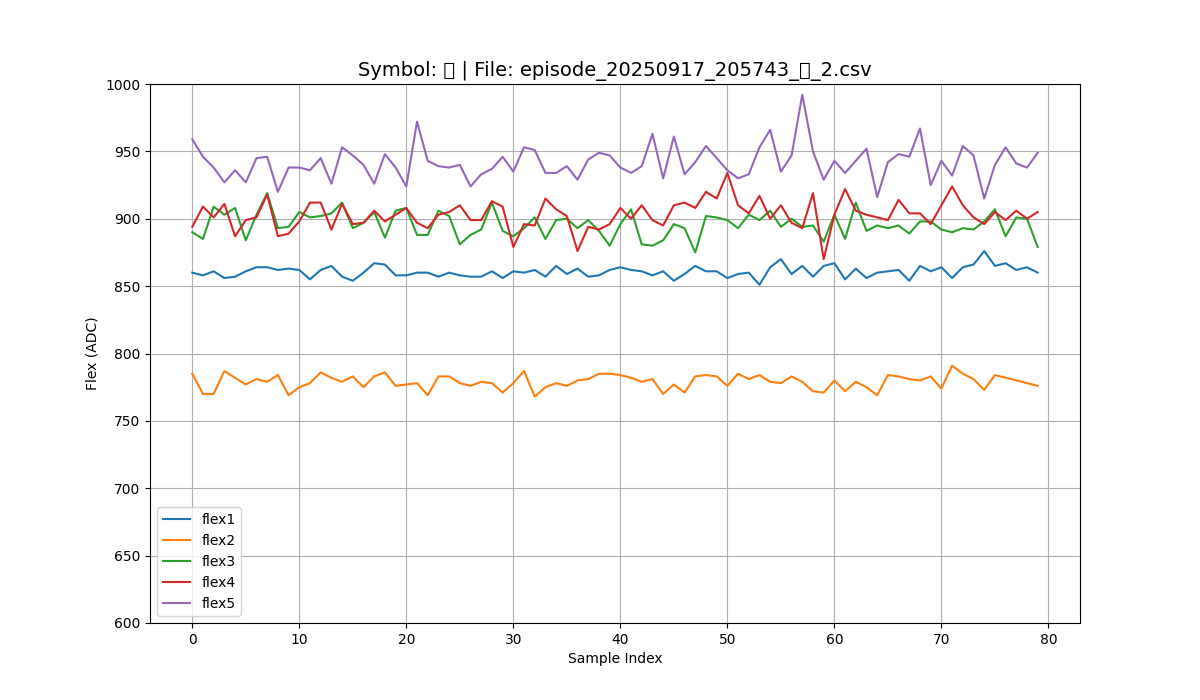 Symbol: ▯ | File: episode_20250917_205743_▯_2.csv
1000
950
900
850
800
750
700
650
600
Flex (ADC)
flex1
flex2
flex3
flex4
flex5
0 10 20 30 40 50 60 70 80
Sample Index